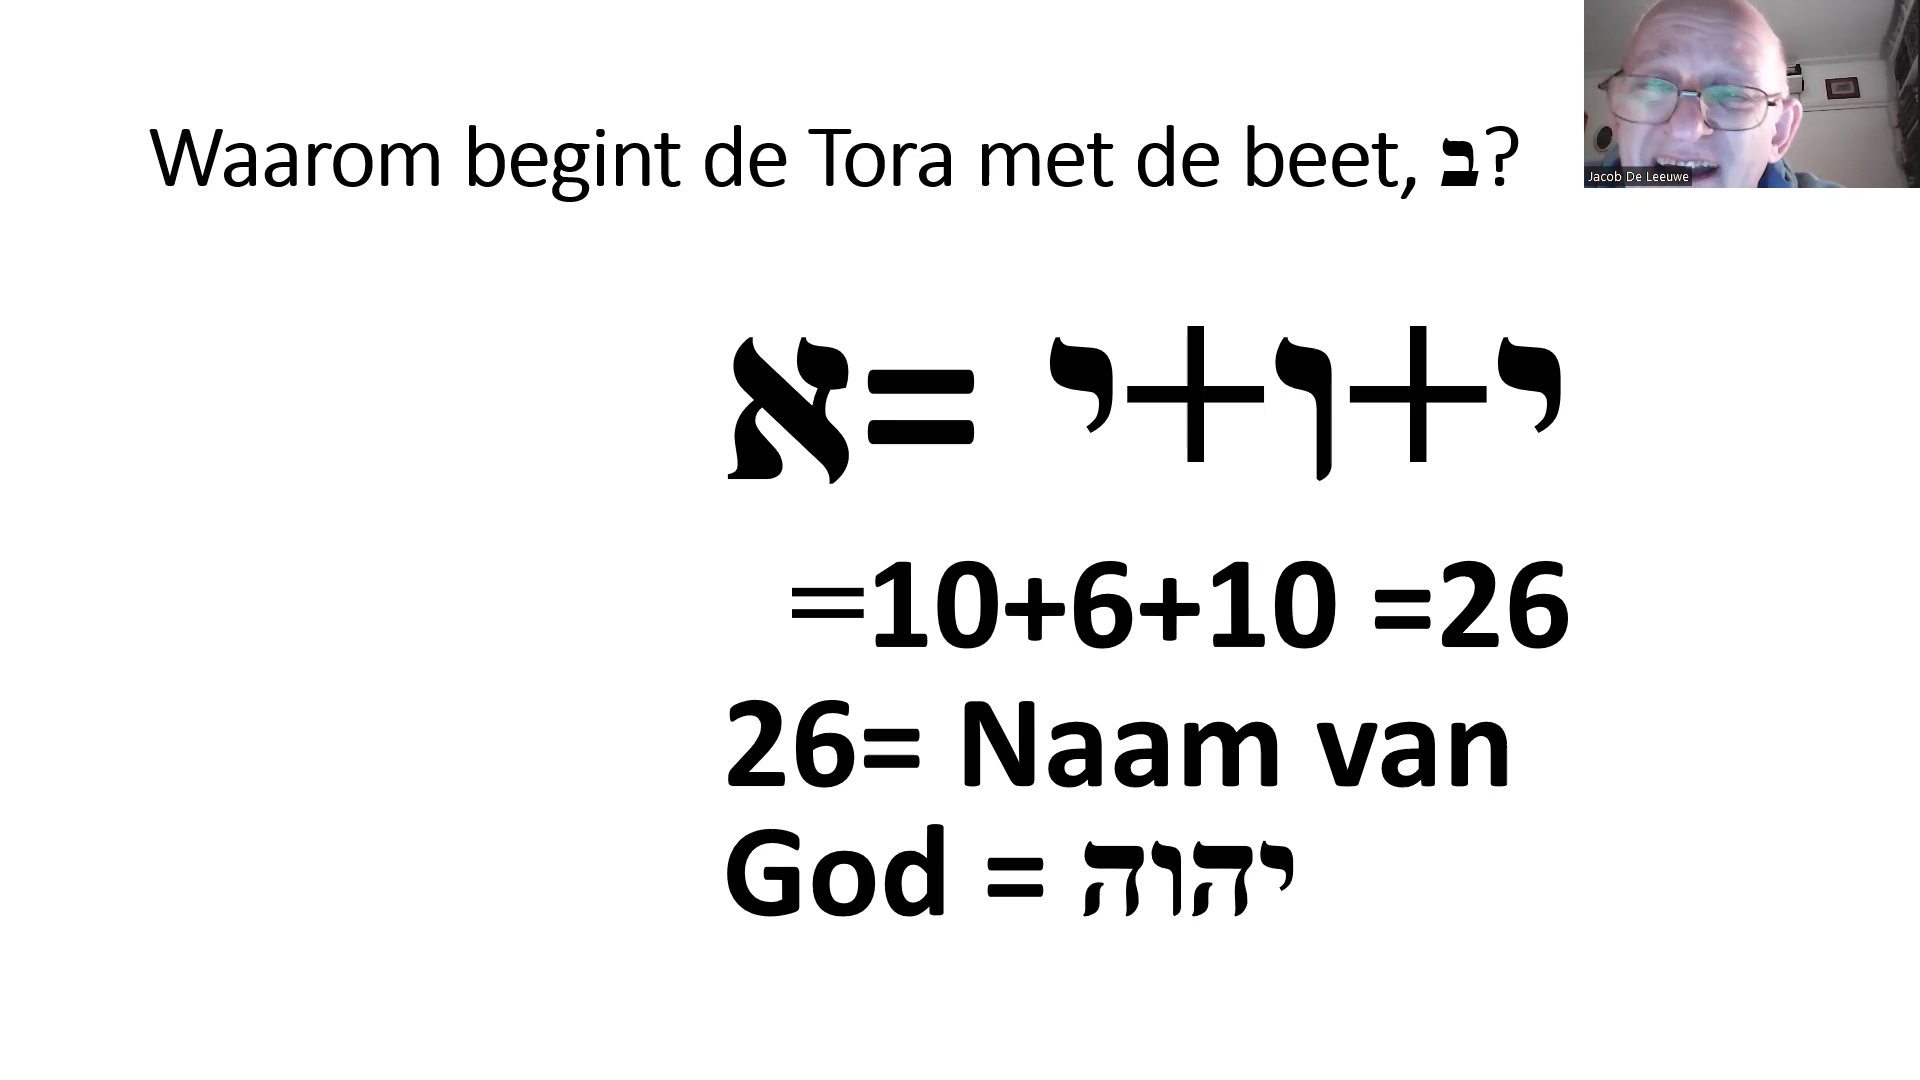 Waarom begint de Tora met de beet, ב?
Jacob De Leeuwe
א= י+ו+י
=10+6+10 =26
26= Naam van
God = יהוה